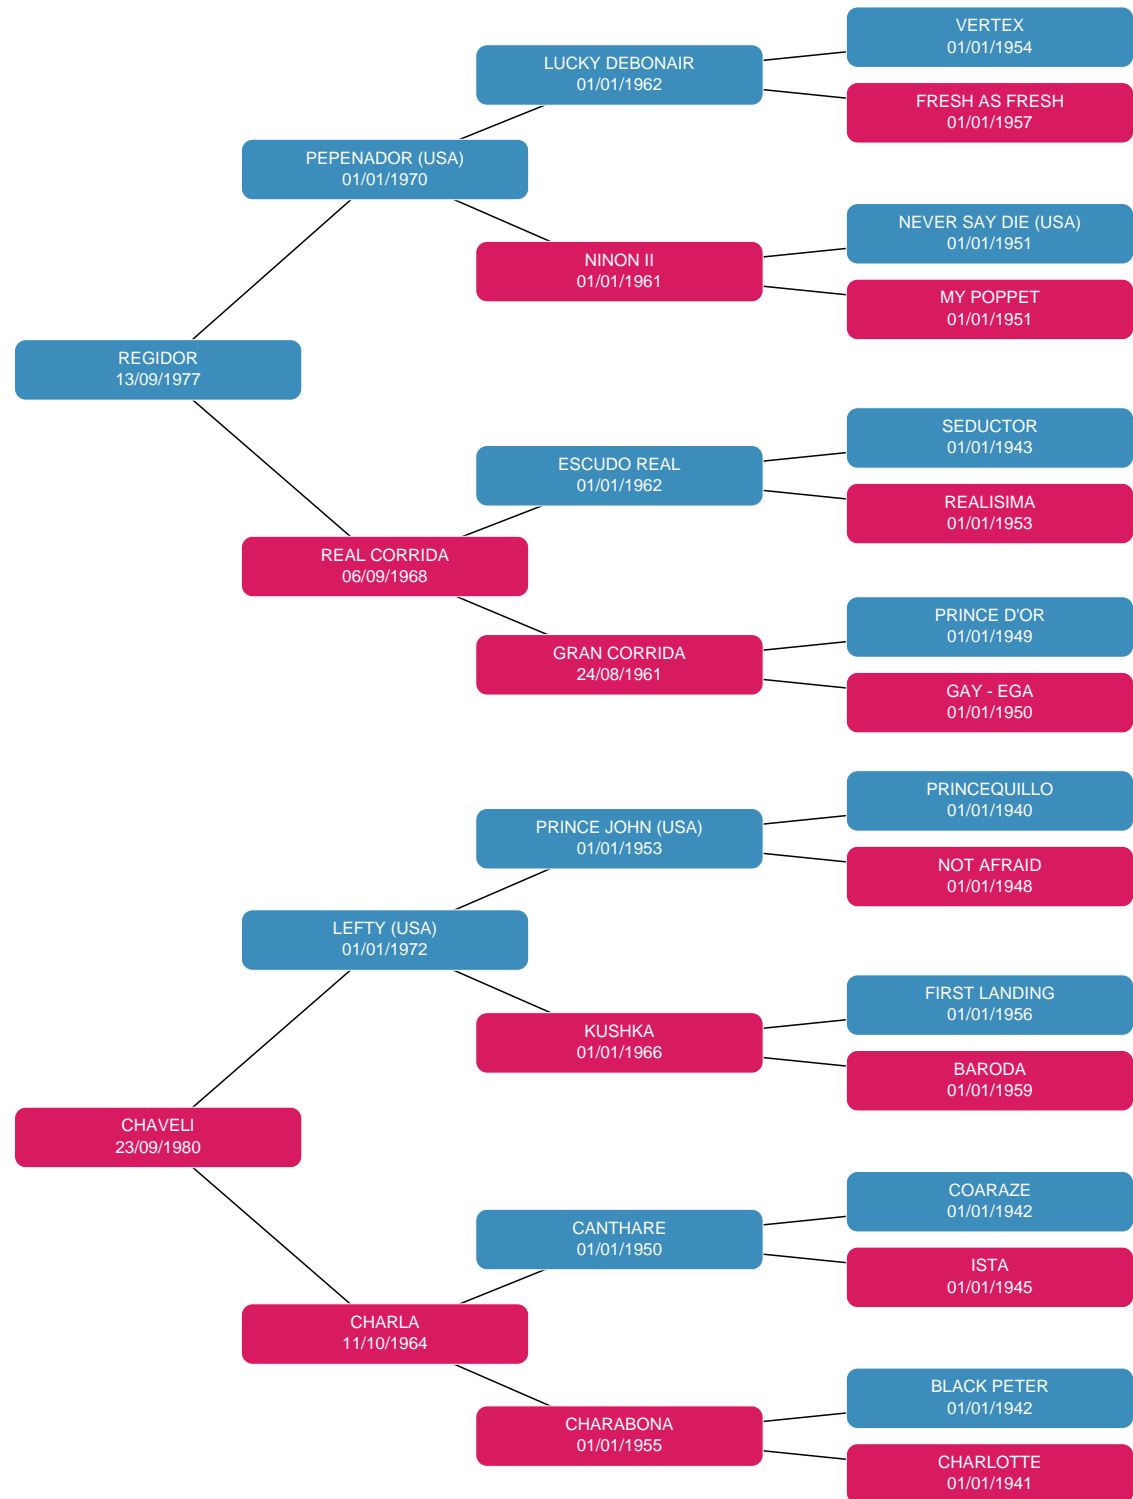 VERTEX
01/01/1954
LUCKY DEBONAIR
01/01/1962
FRESH AS FRESH
01/01/1957
PEPENADOR (USA)
01/01/1970
NEVER SAY DIE (USA)
01/01/1951
NINON II
01/01/1961
MY POPPET
01/01/1951
REGIDOR
13/09/1977
SEDUCTOR
01/01/1943
ESCUDO REAL
01/01/1962
REALISIMA
01/01/1953
REAL CORRIDA
06/09/1968
PRINCE D'OR
01/01/1949
GRAN CORRIDA
24/08/1961
GAY - EGA
01/01/1950
PRINCEQUILLO
01/01/1940
PRINCE JOHN (USA)
01/01/1953
NOT AFRAID
01/01/1948
LEFTY (USA)
01/01/1972
FIRST LANDING
01/01/1956
KUSHKA
01/01/1966
BARODA
01/01/1959
CHAVELI
23/09/1980
COARAZE
01/01/1942
CANTHARE
01/01/1950
ISTA
01/01/1945
CHARLA
11/10/1964
BLACK PETER
01/01/1942
CHARABONA
01/01/1955
CHARLOTTE
01/01/1941